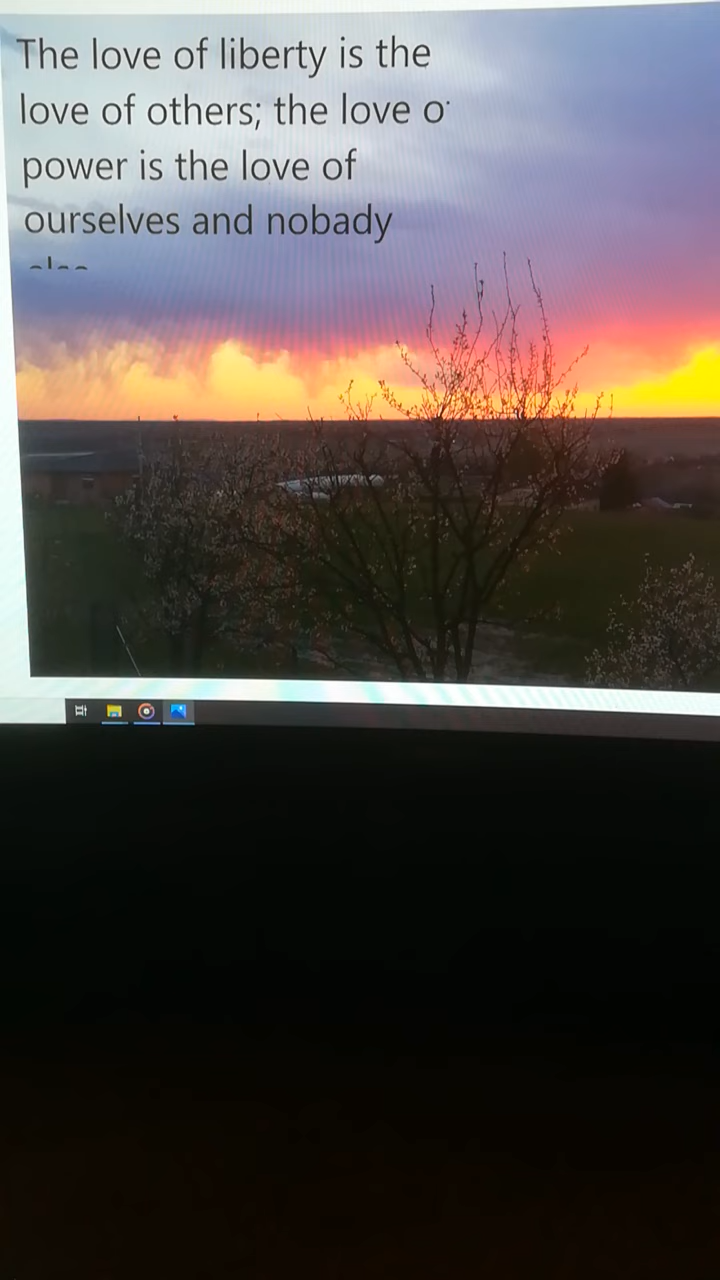 The love of liberty is the
love of others; the love o
power is the love of
ourselves and nobady